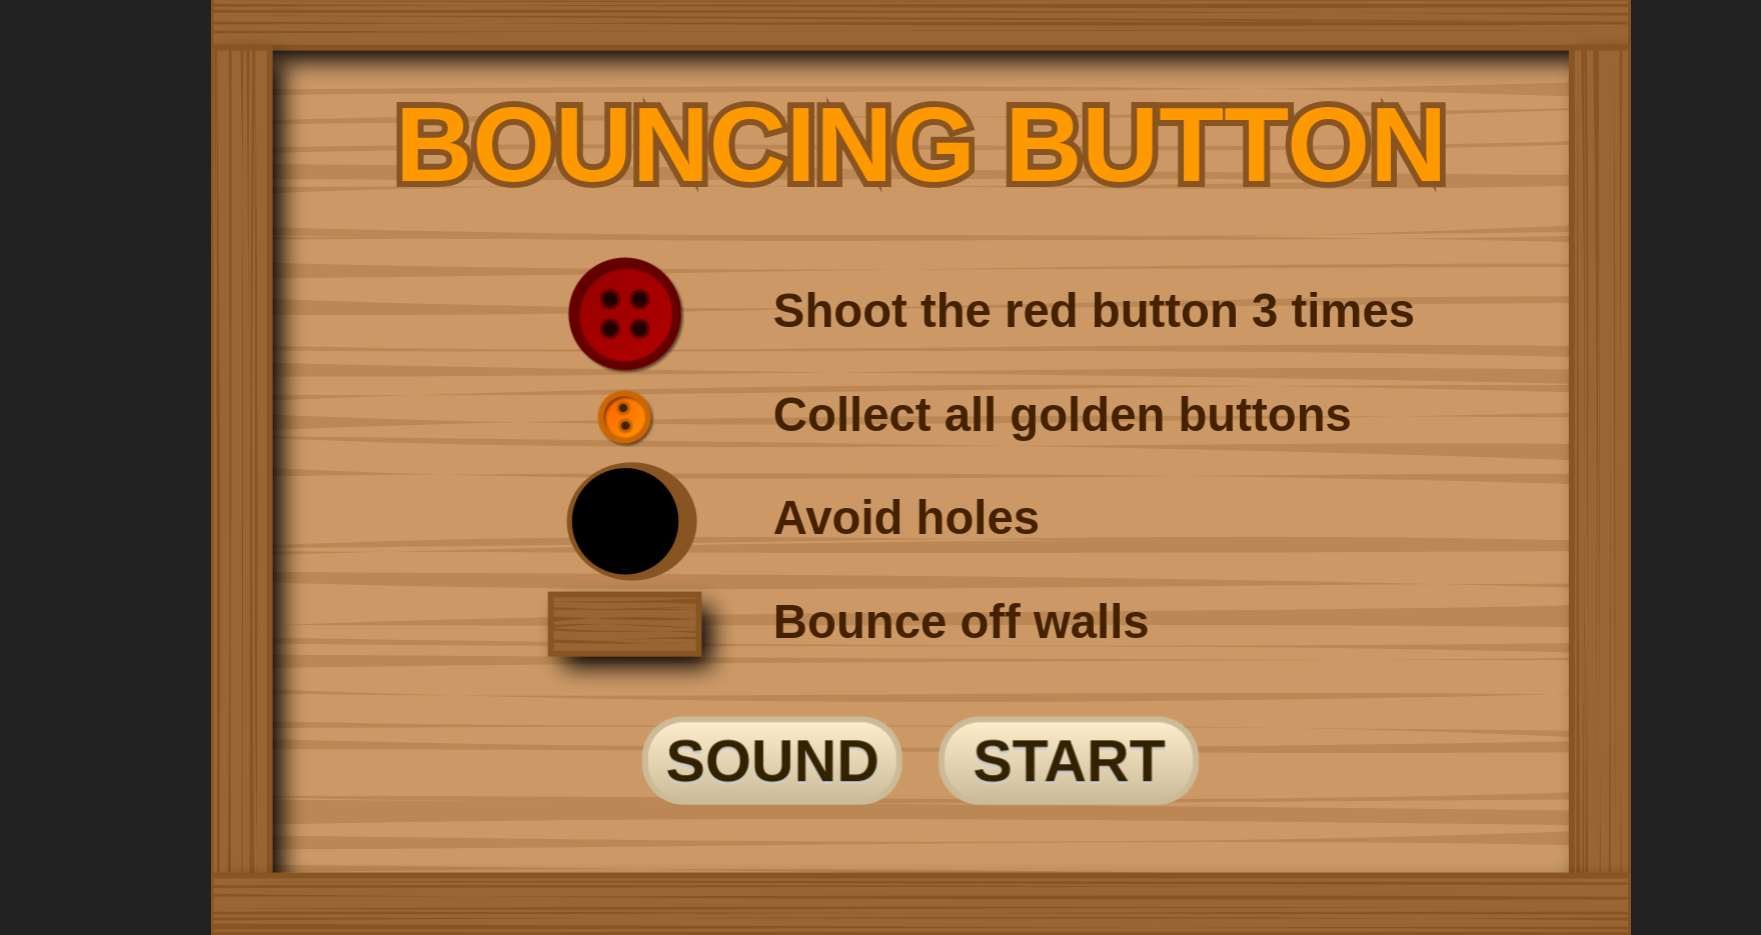 BOUNCING BUTTON
Shoot the red button 3 times
Collect all golden buttons
Avoid holes
Bounce off walls
SOUND START